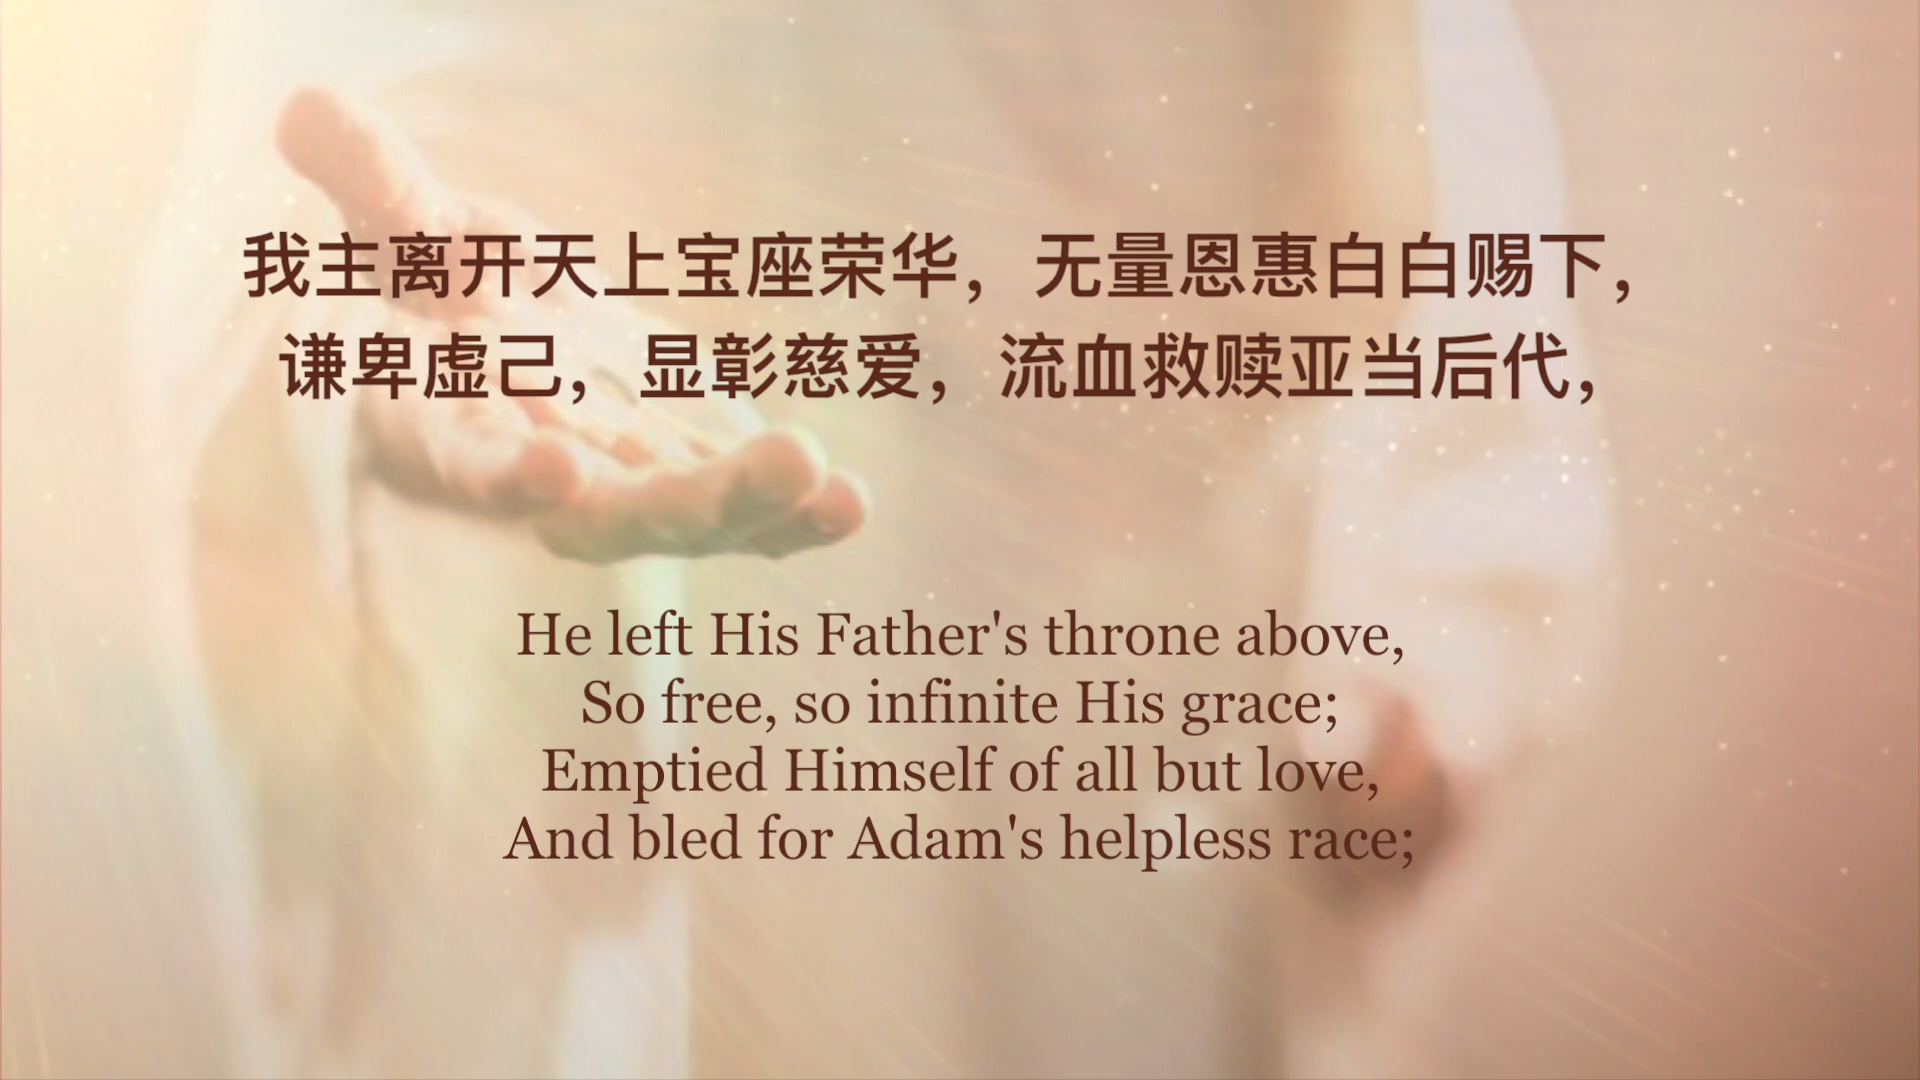 我主离开天上宝座荣华，无量恩惠白白赐下，
谦卑虚己，显彰慈爱，流血救赎亚当后代，
He left His Father's throne above,
So free, so infinite His grace;
Emptied Himself of all but love,
And bled for Adam's helpless race;